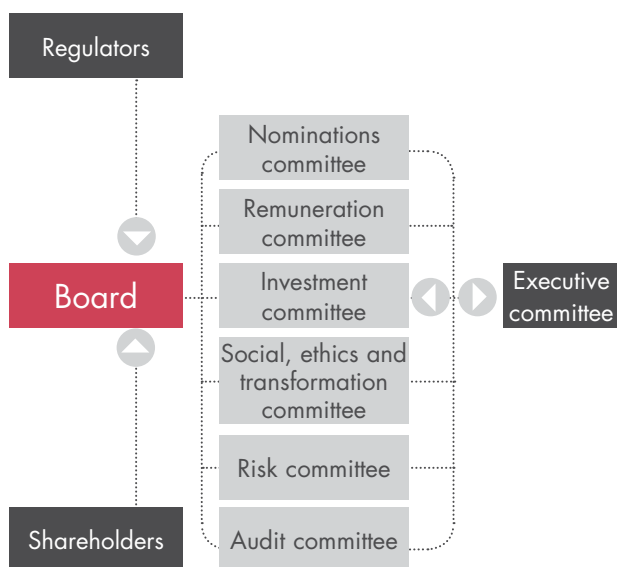 Regulators
Nominations
committee
Remuneration
committee
Board
Investment
committee
Executive
committee
Social, ethics and
transformation
committee
Risk committee
Shareholders
Audit committee